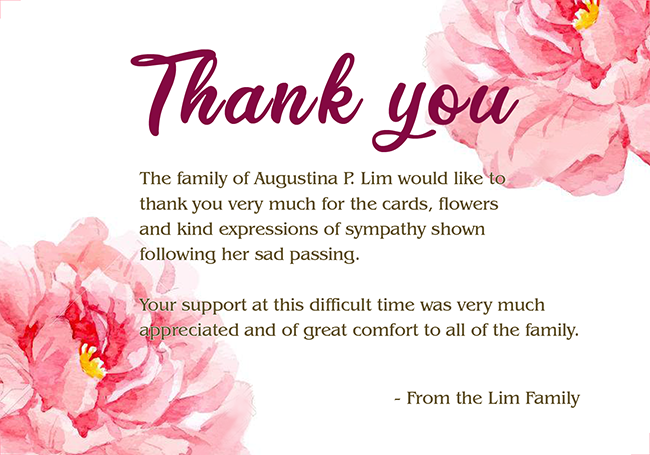 Thank you
The family of Augustina P. Lim would like to
thank you very much for the cards, flowers
and kind expressions of sympathy shown
following her sad passing.
Your support at this difficult time was very much
appreciated and of great comfort to all of the family.
- From the Lim Family